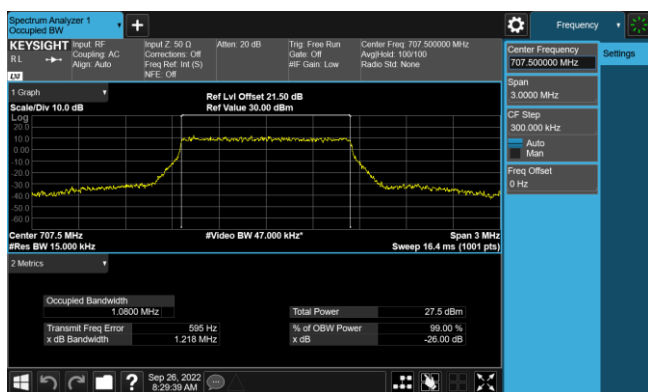 Spectrum Analyzer 1
Occupied BW
Frequency
KEYSIGHT
RL
Input: RF
Coupling: AC
Align: Auto
Input Z: 50 Ω
Corrections: Off
Freq Ref: Int (S)
NFE: Off
Atten: 20 dB
Trig: Free Run
Gate: Off
#IF Gain: Low
Center Freq: 707.500000 MHz
Avg|Hold: 100/100
Radio Std: None
LXI
Center Frequency
707.500000 MHz
Settings
Span
3.0000 MHz
CF Step
300.000 kHz
Auto
Man
Freq Offset
0 Hz
1 Graph
Scale/Div 10.0 dB
Ref Lvl Offset 21.50 dB
Ref Value 30.00 dBm
Log
20.0
10.0
0.00
-10.0
-20.0
-30.0
-40.0
-50.0
-60.0
Center 707.5 MHz
#Video BW 47.000 kHz*
Span 3 MHz
#Res BW 15.000 kHz
Sweep 16.4 ms (1001 pts)
2 Metrics
Occupied Bandwidth
1.0800 MHz
Total Power 27.5 dBm
Transmit Freq Error 595 Hz
% of OBW Power 99.00 %
x dB Bandwidth 1.218 MHz
x dB -26.00 dB
?
Sep 26, 2022
8:29:39 AM